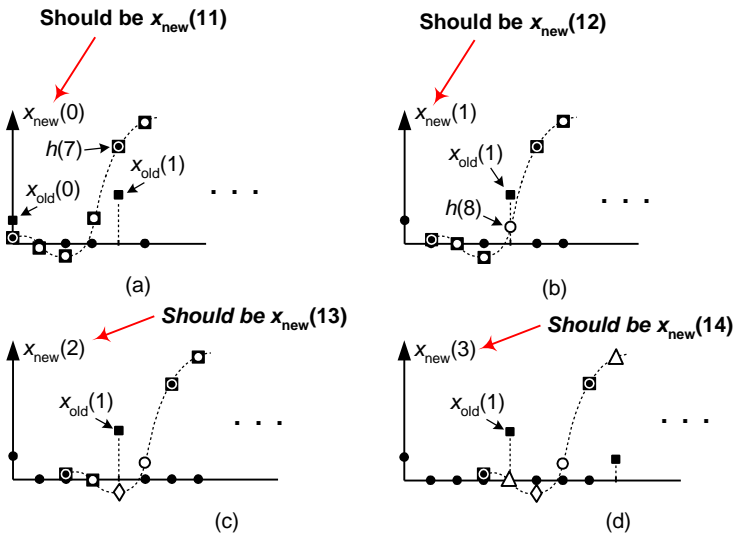 Should be xnew(11)
xnew(0)
h(7)
xold(0)
xold(1)
. . .
(a)
Should be xnew(12)
xnew(1)
xold(1)
h(8)
. . .
(b)
Should be xnew(13)
xnew(2)
xold(1)
. . .
(c)
Should be xnew(14)
xnew(3)
xold(1)
. . .
(d)